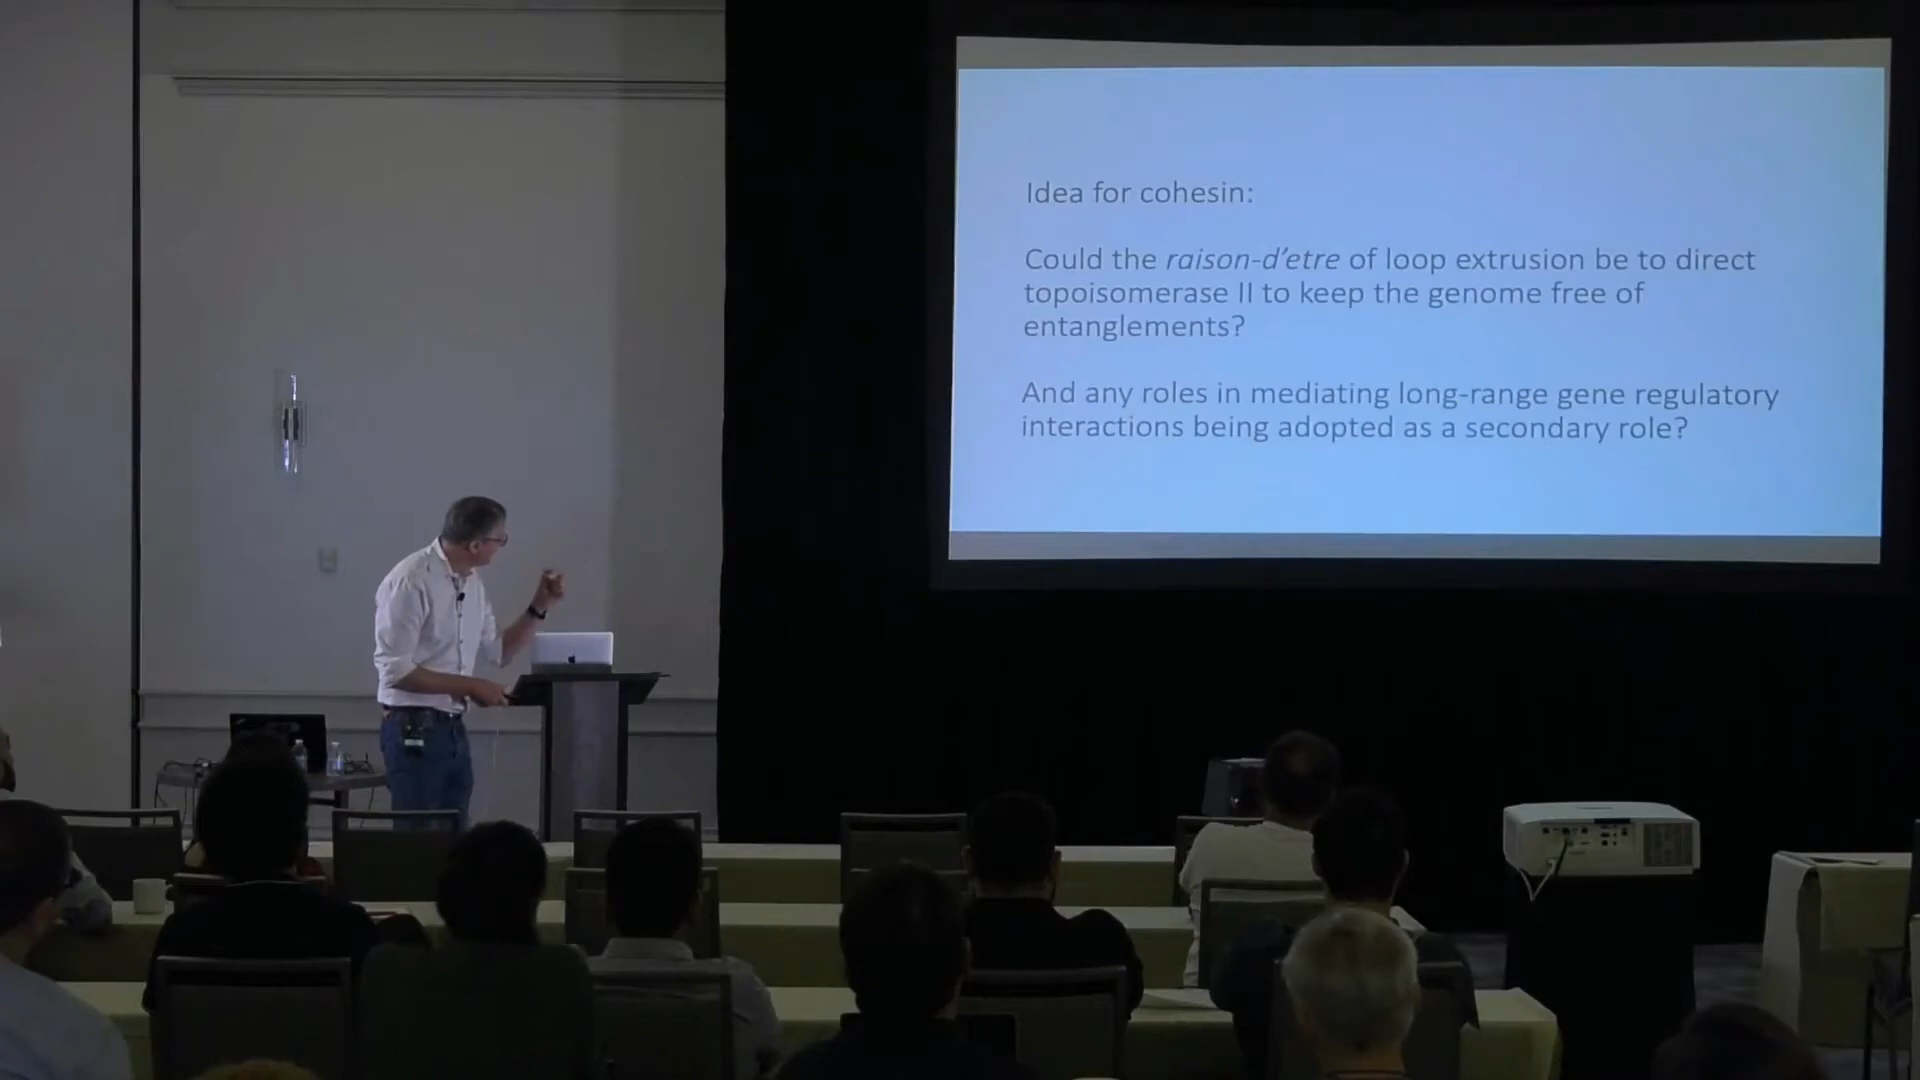 Idea for cohesin:
Could the raison-d'etre of loop extrusion be to direct
topoisomerase II to keep the genome free of
entanglements?
And any roles in mediating long-range gene regulatory
interactions being adopted as a secondary role?